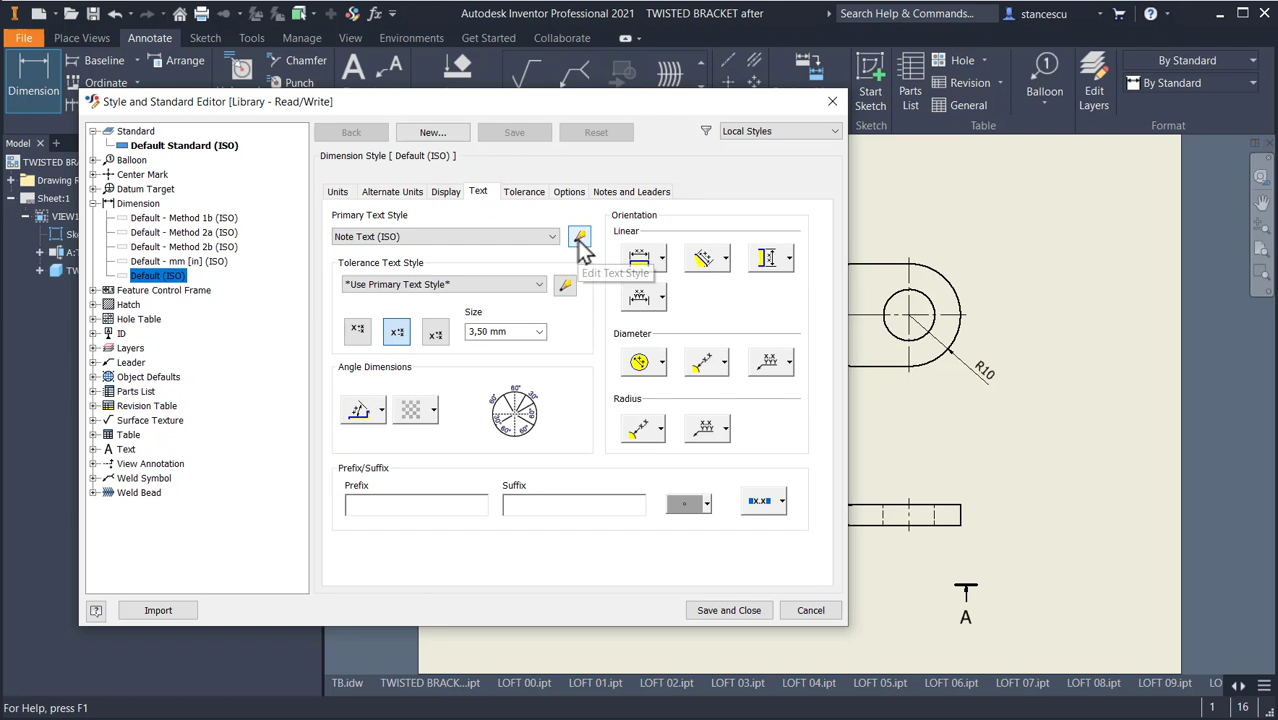 Autodesk Inventor Professional 2021 TWISTED BRACKET after
Search Help & Commands...
stancescu
File
Place Views
Annotate
Sketch
Tools
Manage
View
Environments
Get Started
Collaborate
Dimension
Baseline
Ordinate
Arrange
Chamfer
Punch
Start
Sketch
Sketch
Parts
List
Hole
Revision
General
Table
Balloon
Edit
Layers
By Standard
By Standard
Format
Style and Standard Editor [Library - Read/Write]
Model
TWISTED BR
Drawing R
Sheet:1
VIEW1
Sk
A:T
TV
Standard
Default Standard (ISO)
Balloon
Center Mark
Datum Target
Dimension
Default - Method 1b (ISO)
Default - Method 2a (ISO)
Default - Method 2b (ISO)
Default - mm [in] (ISO)
Default (ISO)
Feature Control Frame
Hatch
Hole Table
ID
Layers
Leader
Object Defaults
Parts List
Revision Table
Surface Texture
Table
Text
View Annotation
Weld Symbol
Weld Bead
Back
New...
Save
Reset
Local Styles
Dimension Style [ Default (ISO) ]
Units
Alternate Units
Display
Text
Tolerance
Options
Notes and Leaders
Primary Text Style
Note Text (ISO)
Edit Text Style
Tolerance Text Style
*Use Primary Text Style*
Size
3,50 mm
Angle Dimensions
Orientation
Linear
Diameter
Radius
Prefix/Suffix
Prefix
Suffix
Import
Save and Close
Cancel
R10
A
TB.idw
TWISTED BRACK...ipt
LOFT 00.ipt
LOFT 01.ipt
LOFT 02.ipt
LOFT 03.ipt
LOFT 04.ipt
LOFT 05.ipt
LOFT 06.ipt
LOFT 07.ipt
LOFT 08.ipt
LOFT 09.ipt
LO
For Help, press F1
1
16